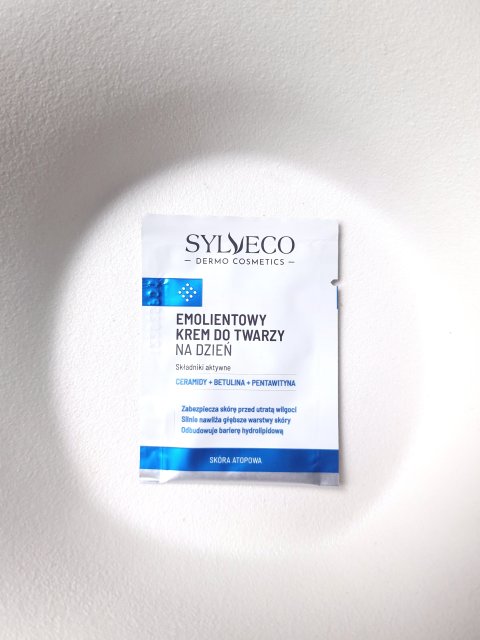 SYLVECO
— DERMO COSMETICS —
EMOLIENTOWY
KREM DO TWARZY
NA DZIEŃ
Składniki aktywne
CERAMIDY + BETULINA + PENTAWITYNA
Zabezpiecza skórę przed utratą wilgoci
Silnie nawilża głębsze warstwy skóry
Odbudowuje barierę hydrolipidową
SKÓRA ATOPOWA